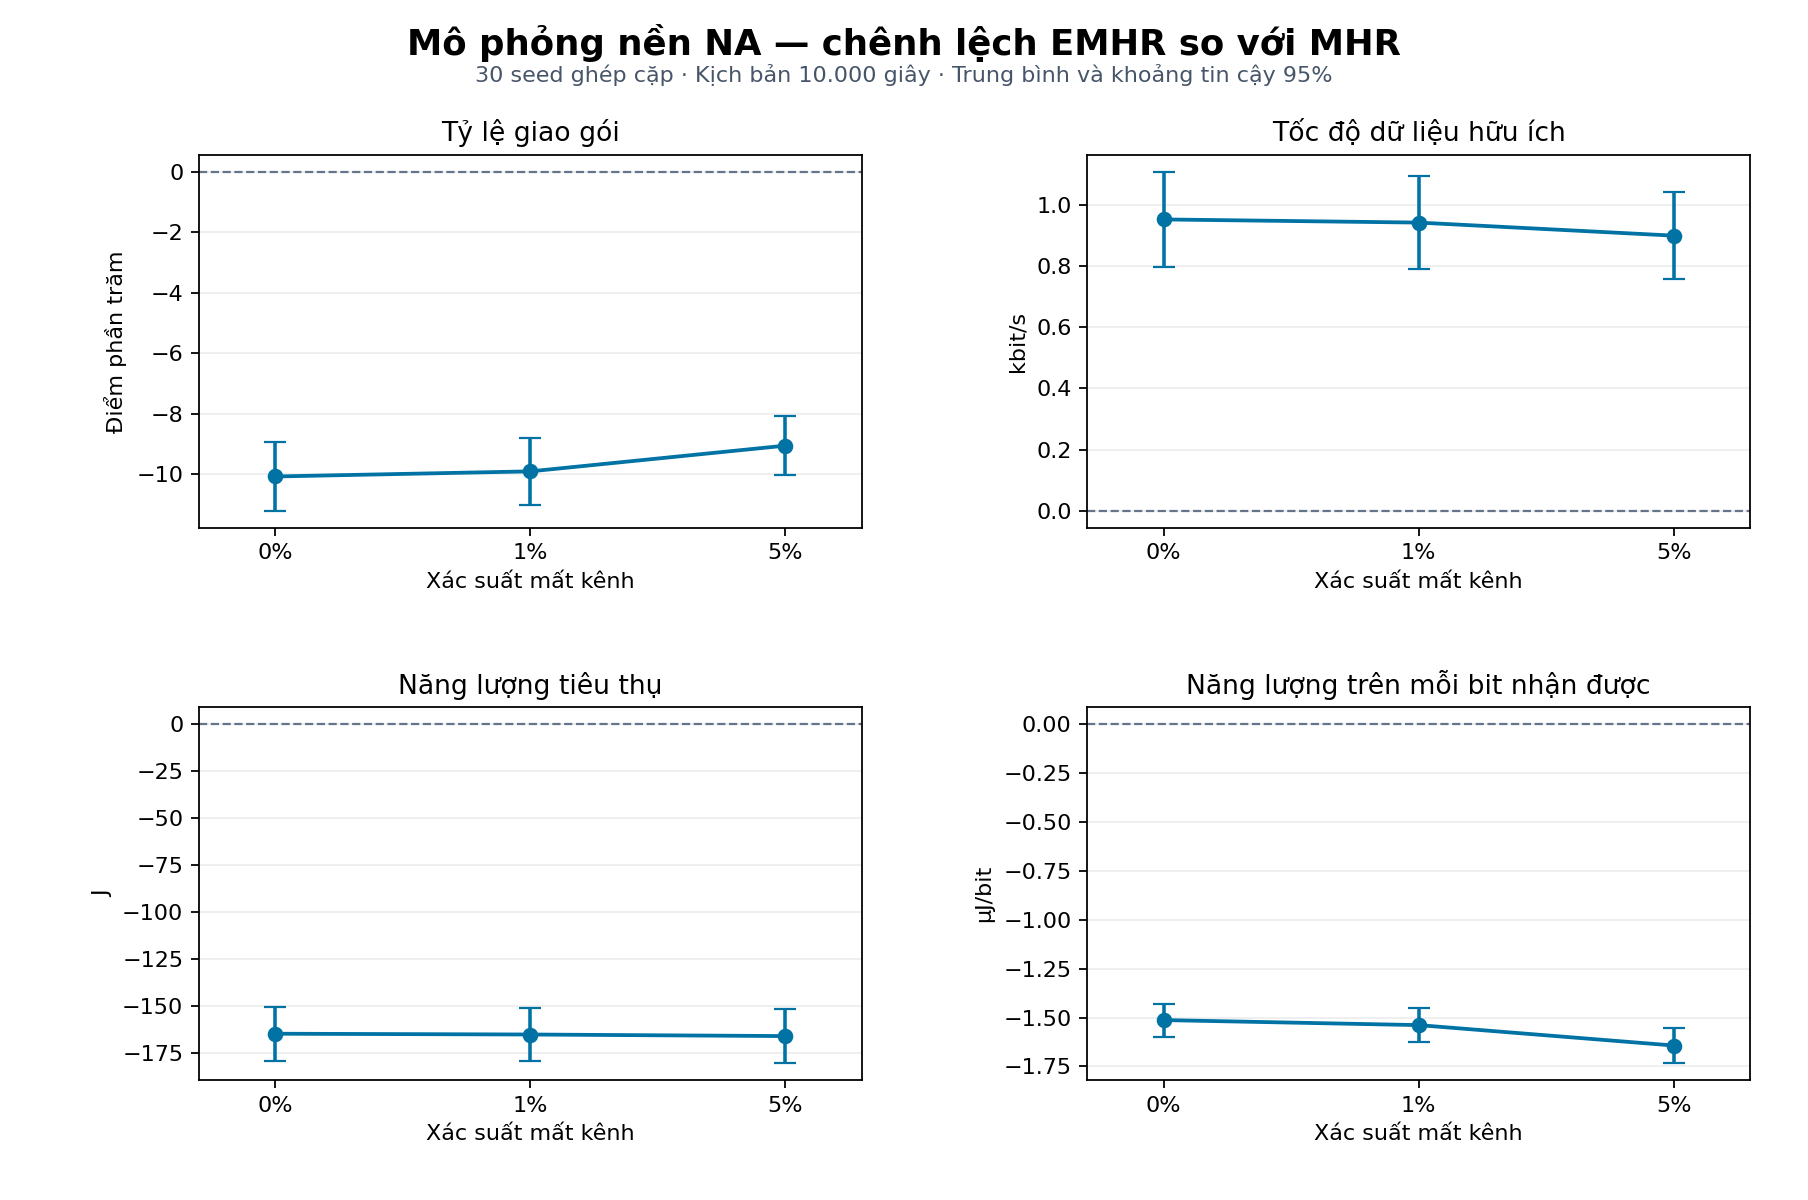 Mô phỏng nền NA — chênh lệch EMHR so với MHR
30 seed ghép cặp · Kịch bản 10.000 giây · Trung bình và khoảng tin cậy 95%
Tỷ lệ giao gói
Điểm phần trăm
0
−2
−4
−6
−8
−10
0%
1%
5%
Xác suất mất kênh
Tốc độ dữ liệu hữu ích
kbit/s
1.0
0.8
0.6
0.4
0.2
0.0
0%
1%
5%
Xác suất mất kênh
Năng lượng tiêu thụ
J
0
−25
−50
−75
−100
−125
−150
−175
0%
1%
5%
Xác suất mất kênh
Năng lượng trên mỗi bit nhận được
µJ/bit
0.00
−0.25
−0.50
−0.75
−1.00
−1.25
−1.50
−1.75
0%
1%
5%
Xác suất mất kênh